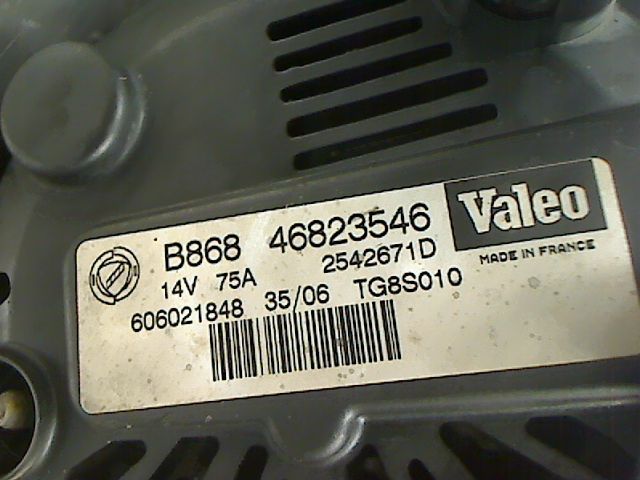 Valeo
B868 46823546
MADE IN FRANCE
14V 75A 2542671D
606021848 35/06 TG8S010